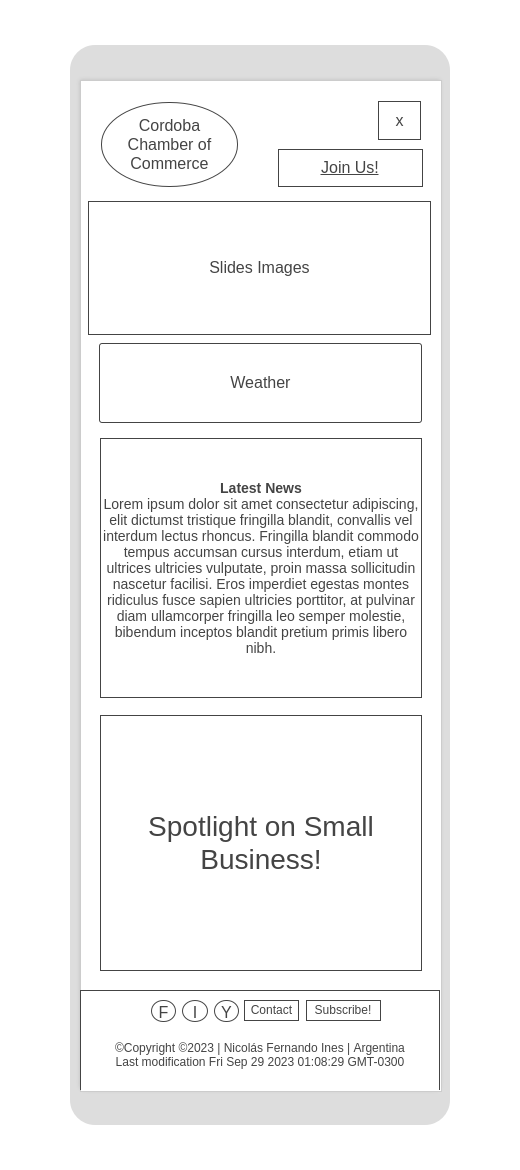 Cordoba
Chamber of
Commerce
x
Join Us!
Slides Images
Weather
Latest News
Lorem ipsum dolor sit amet consectetur adipiscing,
elit dictumst tristique fringilla blandit, convallis vel
interdum lectus rhoncus. Fringilla blandit commodo
tempus accumsan cursus interdum, etiam ut
ultrices ultricies vulputate, proin massa sollicitudin
nascetur facilisi. Eros imperdiet egestas montes
ridiculus fusce sapien ultricies porttitor, at pulvinar
diam ullamcorper fringilla leo semper molestie,
bibendum inceptos blandit pretium primis libero
nibh.
Spotlight on Small
Business!
F I Y Contact Subscribe!
©Copyright ©2023 | Nicolás Fernando Ines | Argentina
Last modification Fri Sep 29 2023 01:08:29 GMT-0300